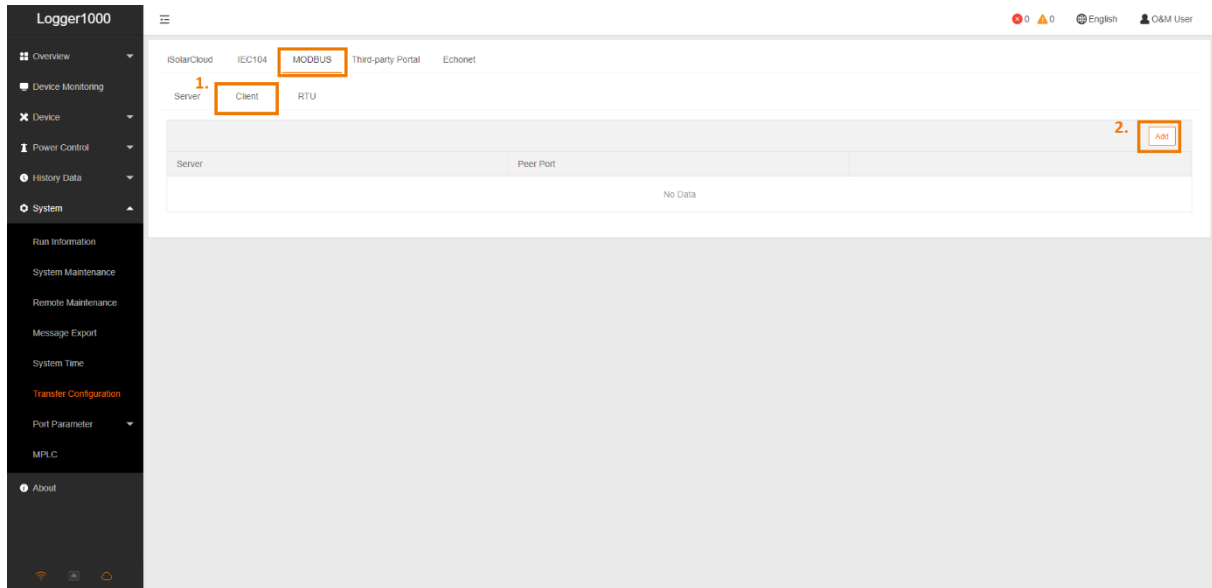 Logger1000
0 0 English O&M User
Overview
iSolarCloud IEC104 MODBUS Third-party Portal Echonet
Device Monitoring
1.
Server Client RTU
Device
2. Add
Power Control
Server Peer Port
History Data
No Data
System
Run Information
System Maintenance
Remote Maintenance
Message Export
System Time
Transfer Configuration
Port Parameter
MPLC
About